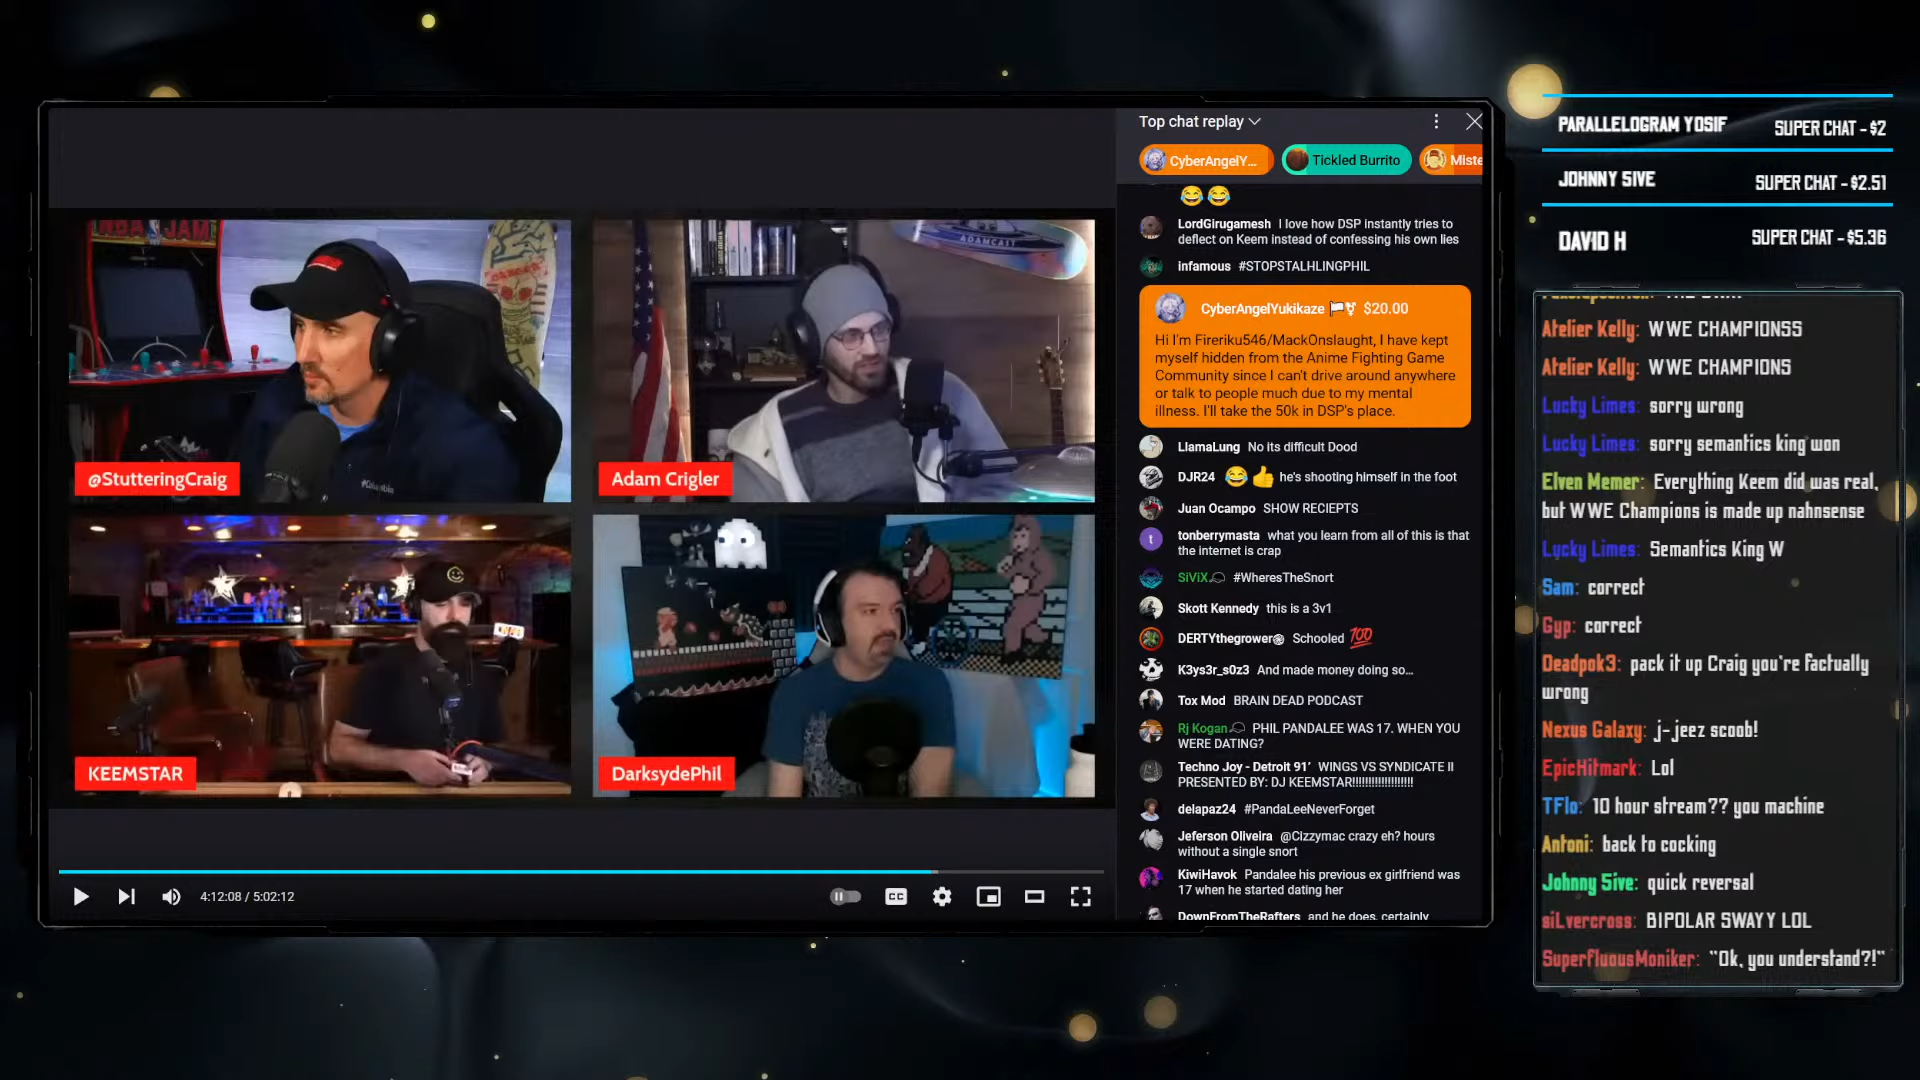 NBA JAM
@StutteringCraig
Columbia
ADAMCAST
Adam Crigler
KEEMSTAR
DarksydePhil
4:12:08 / 5:02:12
CC
Top chat replay
CyberAngelY...
Tickled Burrito
Miste
😂😂
LordGirugamesh I love how DSP instantly tries to
deflect on Keem instead of confessing his own lies
infamous #STOPSTALHLINGPHIL
CyberAngelYukikaze 🏳⚧ $20.00
Hi I'm Fireriku546/MackOnslaught, I have kept
myself hidden from the Anime Fighting Game
Community since I can't drive around anywhere
or talk to people much due to my mental
illness. I'll take the 50k in DSP's place.
LlamaLung No its difficult Dood
DJR24 😂👍 he's shooting himself in the foot
Juan Ocampo SHOW RECIEPTS
t
tonberrymasta what you learn from all of this is that
the internet is crap
SiViX #WheresTheSnort
Skott Kennedy this is a 3v1
DERTYthegrower֍ Schooled 💯
K3ys3r_s0z3 And made money doing so...
Tox Mod BRAIN DEAD PODCAST
Rj Kogan PHIL PANDALEE WAS 17. WHEN YOU
WERE DATING?
Techno Joy - Detroit 91' WINGS VS SYNDICATE II
PRESENTED BY: DJ KEEMSTAR!!!!!!!!!!!!!!!!!!
delapaz24 #PandaLeeNeverForget
Jeferson Oliveira @Cizzymac crazy eh? hours
without a single snort
KiwiHavok Pandalee his previous ex girlfriend was
17 when he started dating her
DownFromTheRafters and he does, certainly
PARALLELOGRAM YOSIF SUPER CHAT - $2
JOHNNY 5IVE SUPER CHAT - $2.51
DAVID H SUPER CHAT - $5.36
Atelier Kelly: WWE CHAMPIONSS
Atelier Kelly: WWE CHAMPIONS
Lucky Limes: sorry wrong
Lucky Limes: sorry semantics king won
Elven Memer: Everything Keem did was real,
but WWE Champions is made up nahnsense
Lycky Limes: Semantics King W
Sam: correct
Gyp: correct
Deadpok3: pack it up Craig you're factually
wrong
Nexus Galaxy: j-jeez scoob!
EpicHitmark: Lol
TFlo: 10 hour stream?? you machine
Antoni: back to cocking
Johnny 5ive: quick reversal
siLvercross: BIPOLAR SWAYY LOL
SuperfluousMoniker: "Ok, you understand?!"